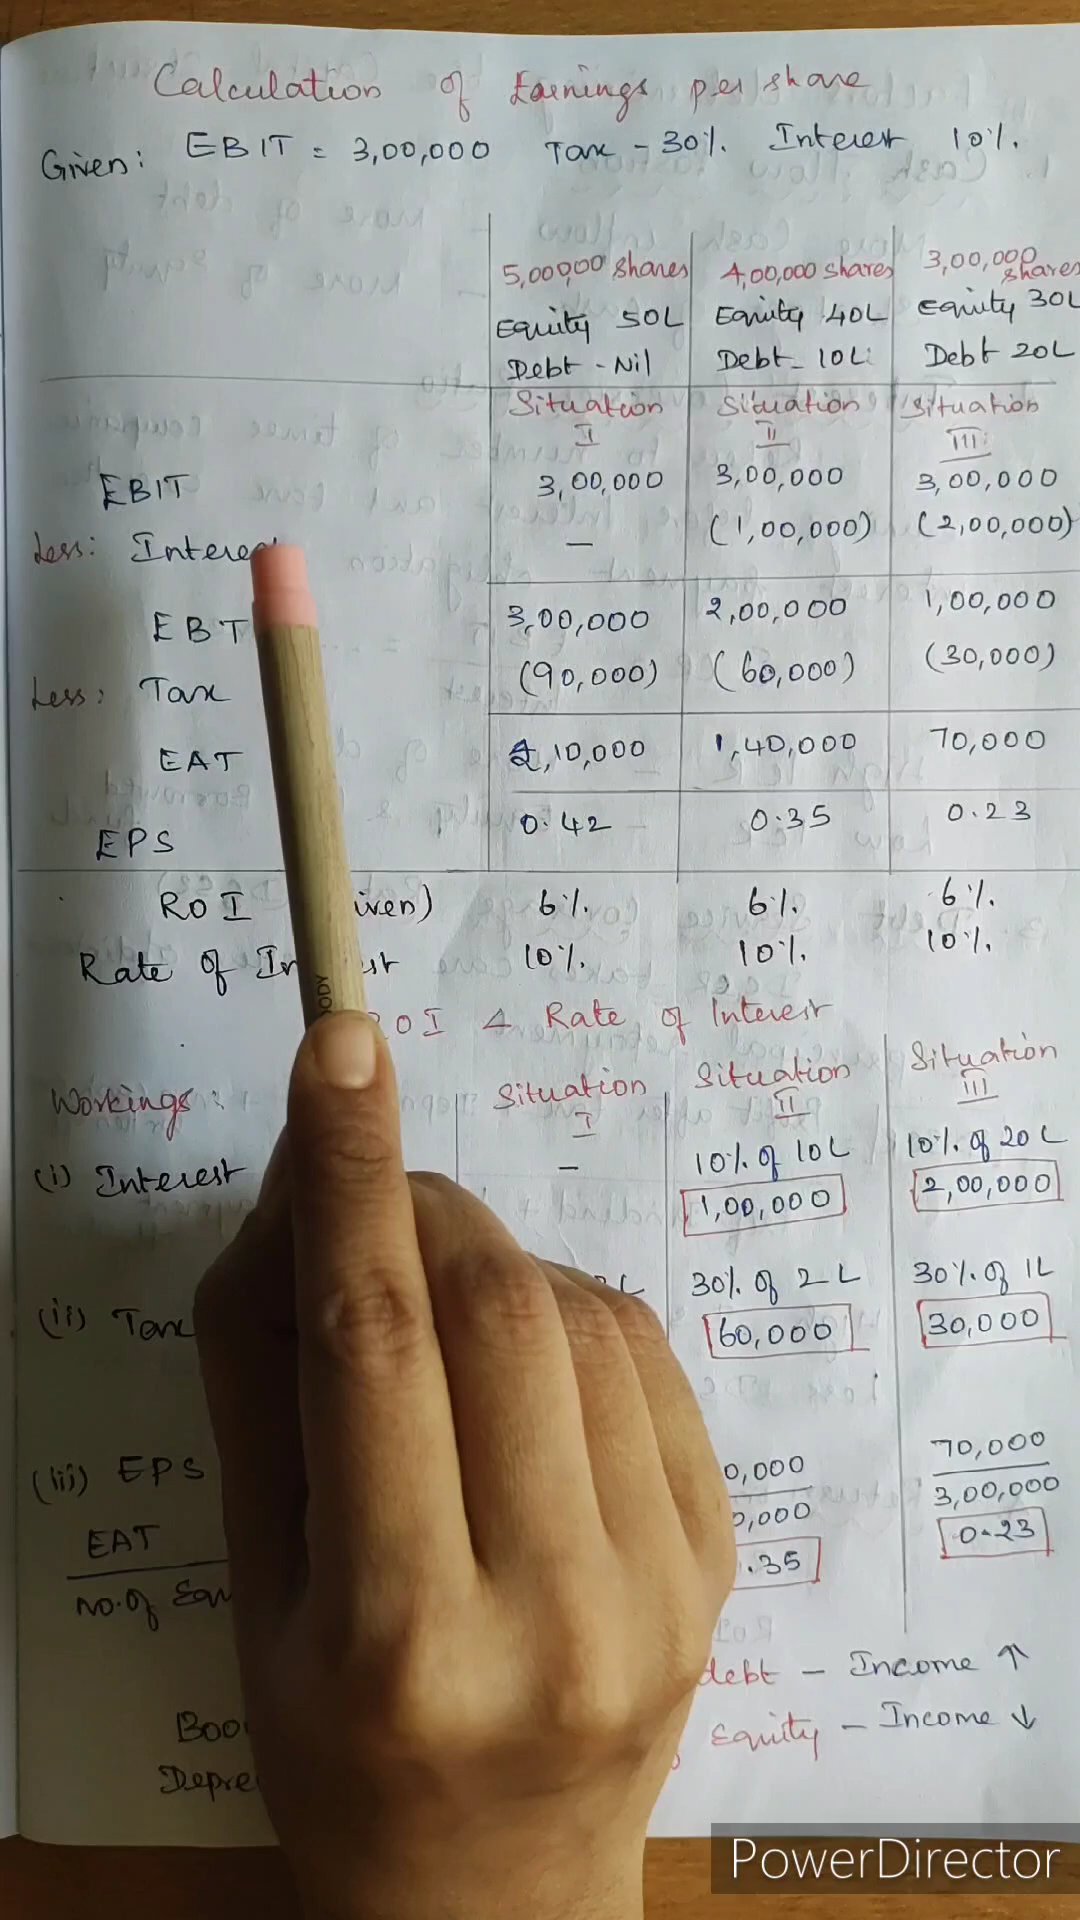 Calculation of Earnings per share
Given: EBIT = 3,00,000 Tax - 30% Interest 10%.
5,00,000 shares 4,00,000 shares 3,00,000 shares
Equity 50L Equity 40L Equity 30L
Debt - Nil Debt - 10L Debt 20L
Situation I Situation II Situation III
EBIT 3,00,000 3,00,000 3,00,000
Less: Intere — (1,00,000) (2,00,000)
EBT 3,00,000 2,00,000 1,00,000
Less: Tax (90,000) (60,000) (30,000)
EAT 2,10,000 1,40,000 70,000
EPS 0.42 0.35 0.23
ROI iven) 6%. 6%. 6%.
Rate of In st 10%. 10%. 10%.
ROI < Rate of Interest
Workings: Situation I Situation II Situation III
(i) Interest — 10% of 10L 10% of 20L
1,00,000 2,00,000
(ii) Tax L 30% of 2L 30% of 1L
60,000 30,000
(iii) EPS 0,000 70,000
EAT 0,000 3,00,000
no. of Equ .35 0.23
debt - Income ↑
Boo Equity - Income ↓
Depre
PowerDirector